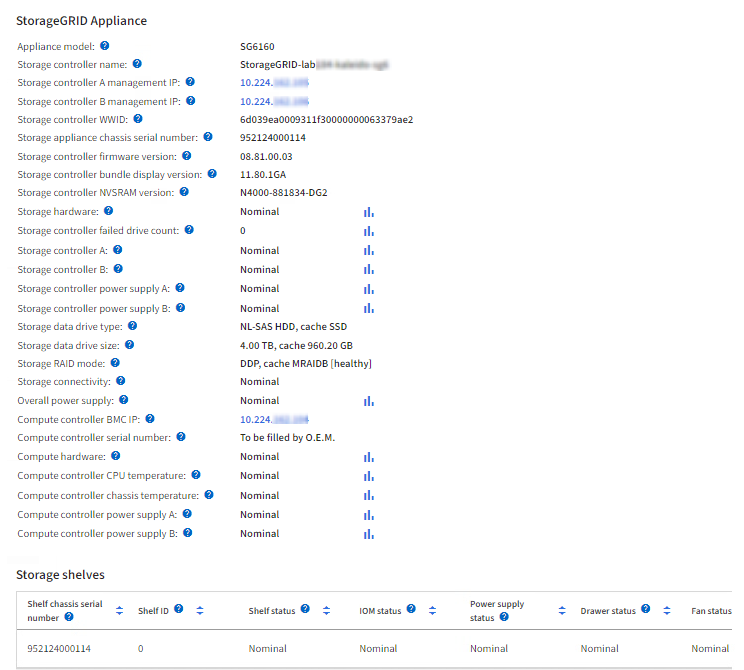 StorageGRID Appliance
Appliance model: SG6160
Storage controller name: StorageGRID-lab
Storage controller A management IP: 10.224.
Storage controller B management IP: 10.224.
Storage controller WWID: 6d039ea0009311f30000000063379ae2
Storage appliance chassis serial number: 952124000114
Storage controller firmware version: 08.81.00.03
Storage controller bundle display version: 11.80.1GA
Storage controller NVSRAM version: N4000-881834-DG2
Storage hardware: Nominal
Storage controller failed drive count: 0
Storage controller A: Nominal
Storage controller B: Nominal
Storage controller power supply A: Nominal
Storage controller power supply B: Nominal
Storage data drive type: NL-SAS HDD, cache SSD
Storage data drive size: 4.00 TB, cache 960.20 GB
Storage RAID mode: DDP, cache MRAIDB [healthy]
Storage connectivity: Nominal
Overall power supply: Nominal
Compute controller BMC IP: 10.224.
Compute controller serial number: To be filled by O.E.M.
Compute hardware: Nominal
Compute controller CPU temperature: Nominal
Compute controller chassis temperature: Nominal
Compute controller power supply A: Nominal
Compute controller power supply B: Nominal
Storage shelves
Shelf chassis serial number Shelf ID Shelf status IOM status Power supply status Drawer status Fan status
952124000114 0 Nominal Nominal Nominal Nominal Nominal